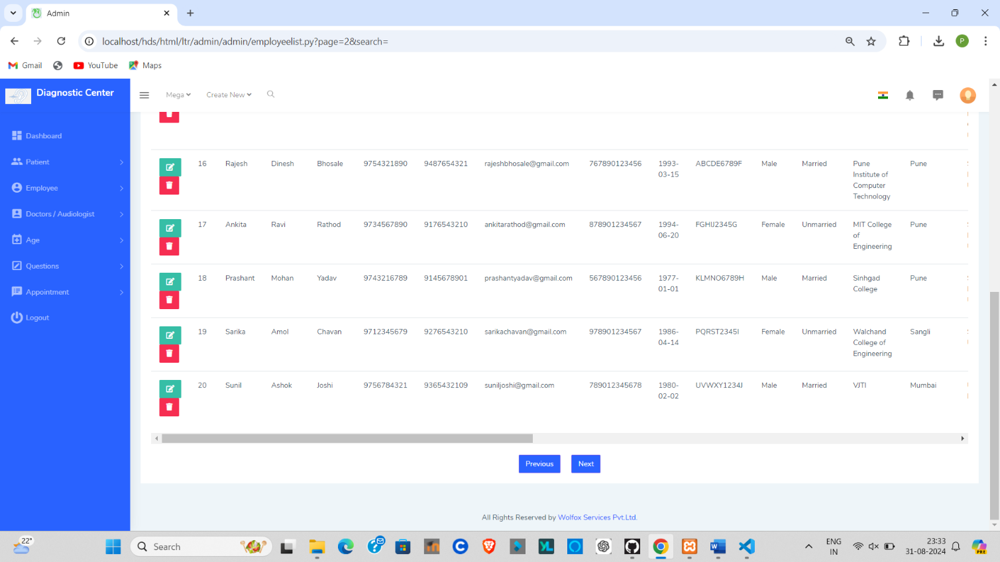 Admin
localhost/hds/html/ltr/admin/admin/employeelist.py?page=2&search=
P
Gmail
YouTube
Maps
Diagnostic Center
Mega
Create New
Dashboard
Patient
Employee
Doctors / Audiologist
Age
Questions
Appointment
Logout
16 Rajesh Dinesh Bhosale 9754321890 9487654321 rajeshbhosale@gmail.com 767890123456 1993- ABCDE6789F Male Married Pune Pune
03-15 Institute of
Computer
Technology
17 Ankita Ravi Rathod 9734567890 9176543210 ankitarathod@gmail.com 878901234567 1994- FGHIJ2345G Female Unmarried MIT College Pune
06-20 of
Engineering
18 Prashant Mohan Yadav 9743216789 9145678901 prashantyadav@gmail.com 567890123456 1977- KLMNO6789H Male Married Sinhgad Pune
01-01 College
19 Sarika Amol Chavan 9712345679 9276543210 sarikachavan@gmail.com 978901234567 1986- PQRST2345I Female Unmarried Walchand Sangli
04-14 College of
Engineering
20 Sunil Ashok Joshi 9756784321 9365432109 suniljoshi@gmail.com 789012345678 1980- UVWXY1234J Male Married VJTI Mumbai
02-02
Previous Next
All Rights Reserved by Wolfox Services Pvt.Ltd.
22°
Search
ENG
IN
23:33
31-08-2024
PRE